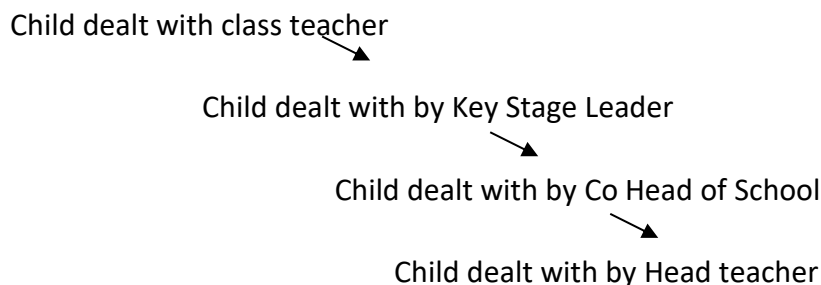 Child dealt with class teacher
Child dealt with by Key Stage Leader
Child dealt with by Co Head of School
Child dealt with by Head teacher